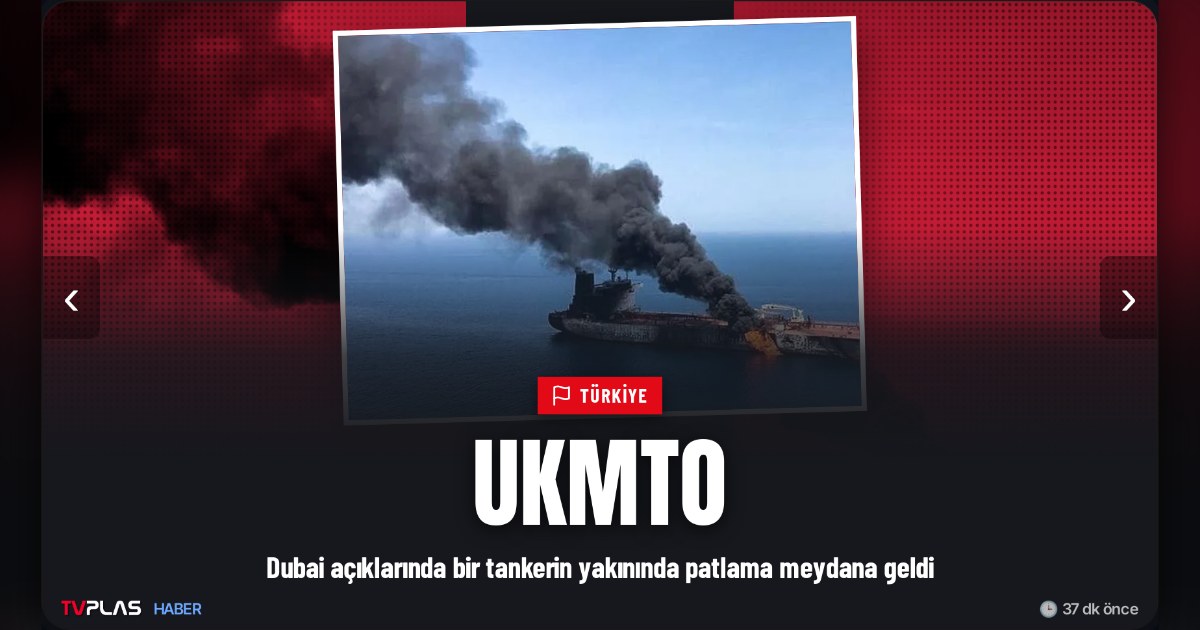 TÜRKİYE
UKMTO
Dubai açıklarında bir tankerin yakınında patlama meydana geldi
TVPLAS HABER
37 dk önce